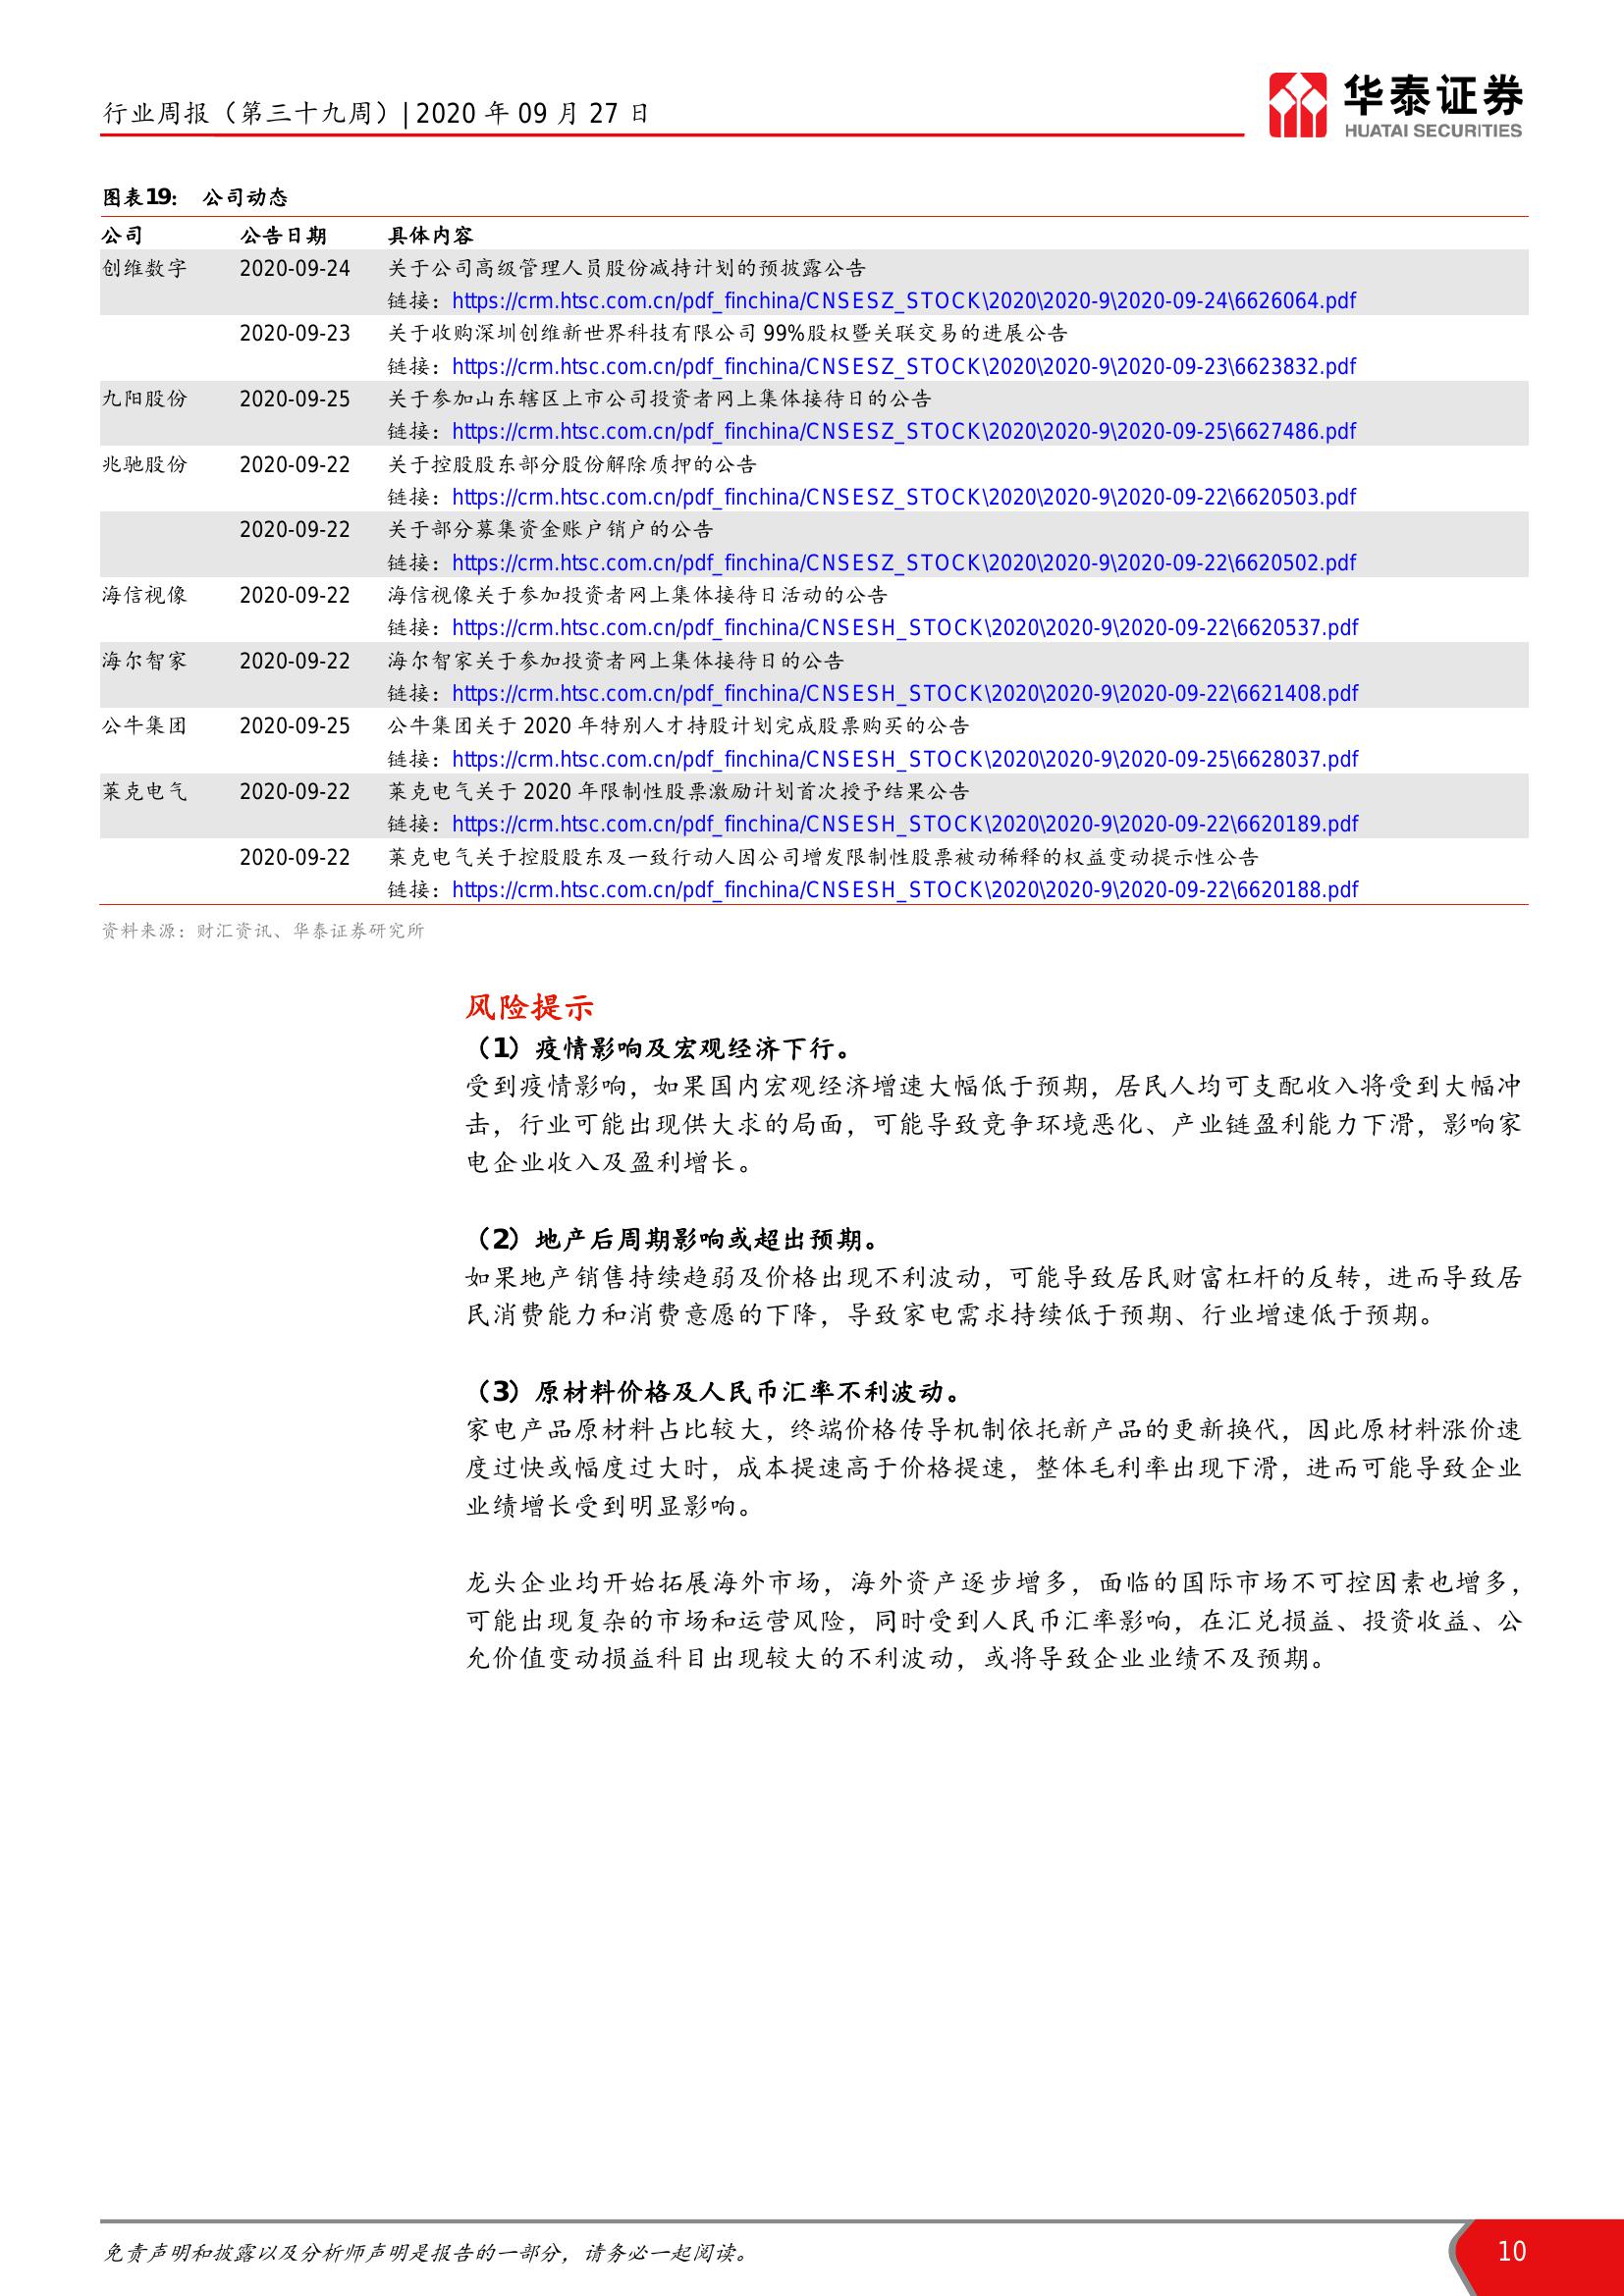 行业周报（第三十九周）| 2020 年 09 月 27 日
华泰证券
HUATAI SECURITIES
图表19： 公司动态
公司 公告日期 具体内容
创维数字 2020-09-24 关于公司高级管理人员股份减持计划的预披露公告
链接：https://crm.htsc.com.cn/pdf_finchina/CNSESZ_STOCK\2020\2020-9\2020-09-24\6626064.pdf
2020-09-23 关于收购深圳创维新世界科技有限公司 99%股权暨关联交易的进展公告
链接：https://crm.htsc.com.cn/pdf_finchina/CNSESZ_STOCK\2020\2020-9\2020-09-23\6623832.pdf
九阳股份 2020-09-25 关于参加山东辖区上市公司投资者网上集体接待日的公告
链接：https://crm.htsc.com.cn/pdf_finchina/CNSESZ_STOCK\2020\2020-9\2020-09-25\6627486.pdf
兆驰股份 2020-09-22 关于控股股东部分股份解除质押的公告
链接：https://crm.htsc.com.cn/pdf_finchina/CNSESZ_STOCK\2020\2020-9\2020-09-22\6620503.pdf
2020-09-22 关于部分募集资金账户销户的公告
链接：https://crm.htsc.com.cn/pdf_finchina/CNSESZ_STOCK\2020\2020-9\2020-09-22\6620502.pdf
海信视像 2020-09-22 海信视像关于参加投资者网上集体接待日活动的公告
链接：https://crm.htsc.com.cn/pdf_finchina/CNSESH_STOCK\2020\2020-9\2020-09-22\6620537.pdf
海尔智家 2020-09-22 海尔智家关于参加投资者网上集体接待日的公告
链接：https://crm.htsc.com.cn/pdf_finchina/CNSESH_STOCK\2020\2020-9\2020-09-22\6621408.pdf
公牛集团 2020-09-25 公牛集团关于 2020 年特别人才持股计划完成股票购买的公告
链接：https://crm.htsc.com.cn/pdf_finchina/CNSESH_STOCK\2020\2020-9\2020-09-25\6628037.pdf
莱克电气 2020-09-22 莱克电气关于 2020 年限制性股票激励计划首次授予结果公告
链接：https://crm.htsc.com.cn/pdf_finchina/CNSESH_STOCK\2020\2020-9\2020-09-22\6620189.pdf
2020-09-22 莱克电气关于控股股东及一致行动人因公司增发限制性股票被动稀释的权益变动提示性公告
链接：https://crm.htsc.com.cn/pdf_finchina/CNSESH_STOCK\2020\2020-9\2020-09-22\6620188.pdf
资料来源：财汇资讯、华泰证券研究所
风险提示
（1）疫情影响及宏观经济下行。
受到疫情影响，如果国内宏观经济增速大幅低于预期，居民人均可支配收入将受到大幅冲
击，行业可能出现供大求的局面，可能导致竞争环境恶化、产业链盈利能力下滑，影响家
电企业收入及盈利增长。
（2）地产后周期影响或超出预期。
如果地产销售持续趋弱及价格出现不利波动，可能导致居民财富杠杆的反转，进而导致居
民消费能力和消费意愿的下降，导致家电需求持续低于预期、行业增速低于预期。
（3）原材料价格及人民币汇率不利波动。
家电产品原材料占比较大，终端价格传导机制依托新产品的更新换代，因此原材料涨价速
度过快或幅度过大时，成本提速高于价格提速，整体毛利率出现下滑，进而可能导致企业
业绩增长受到明显影响。
龙头企业均开始拓展海外市场，海外资产逐步增多，面临的国际市场不可控因素也增多，
可能出现复杂的市场和运营风险，同时受到人民币汇率影响，在汇兑损益、投资收益、公
允价值变动损益科目出现较大的不利波动，或将导致企业业绩不及预期。
免责声明和披露以及分析师声明是报告的一部分，请务必一起阅读。
10